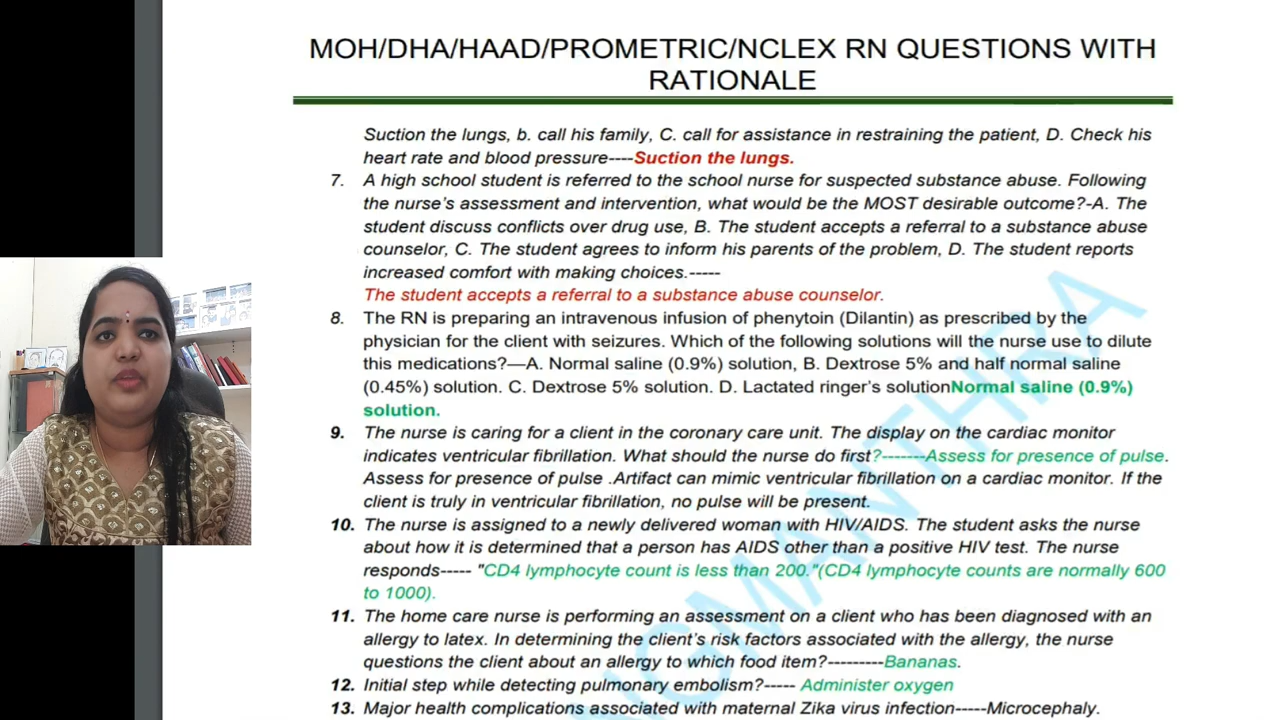 MOH/DHA/HAAD/PROMETRIC/NCLEX RN QUESTIONS WITH
RATIONALE
Suction the lungs, b. call his family, C. call for assistance in restraining the patient, D. Check his
heart rate and blood pressure----Suction the lungs.
7. A high school student is referred to the school nurse for suspected substance abuse. Following
the nurse's assessment and intervention, what would be the MOST desirable outcome?-A. The
student discuss conflicts over drug use, B. The student accepts a referral to a substance abuse
counselor, C. The student agrees to inform his parents of the problem, D. The student reports
increased comfort with making choices.-----
The student accepts a referral to a substance abuse counselor.
8. The RN is preparing an intravenous infusion of phenytoin (Dilantin) as prescribed by the
physician for the client with seizures. Which of the following solutions will the nurse use to dilute
this medications?—A. Normal saline (0.9%) solution, B. Dextrose 5% and half normal saline
(0.45%) solution. C. Dextrose 5% solution. D. Lactated ringer's solutionNormal saline (0.9%)
solution.
9. The nurse is caring for a client in the coronary care unit. The display on the cardiac monitor
indicates ventricular fibrillation. What should the nurse do first?-------Assess for presence of pulse.
Assess for presence of pulse .Artifact can mimic ventricular fibrillation on a cardiac monitor. If the
client is truly in ventricular fibrillation, no pulse will be present.
10. The nurse is assigned to a newly delivered woman with HIV/AIDS. The student asks the nurse
about how it is determined that a person has AIDS other than a positive HIV test. The nurse
responds----- "CD4 lymphocyte count is less than 200."(CD4 lymphocyte counts are normally 600
to 1000).
11. The home care nurse is performing an assessment on a client who has been diagnosed with an
allergy to latex. In determining the client's risk factors associated with the allergy, the nurse
questions the client about an allergy to which food item?---------Bananas.
12. Initial step while detecting pulmonary embolism?----- Administer oxygen
13. Major health complications associated with maternal Zika virus infection-----Microcephaly.
NGMANTHRA